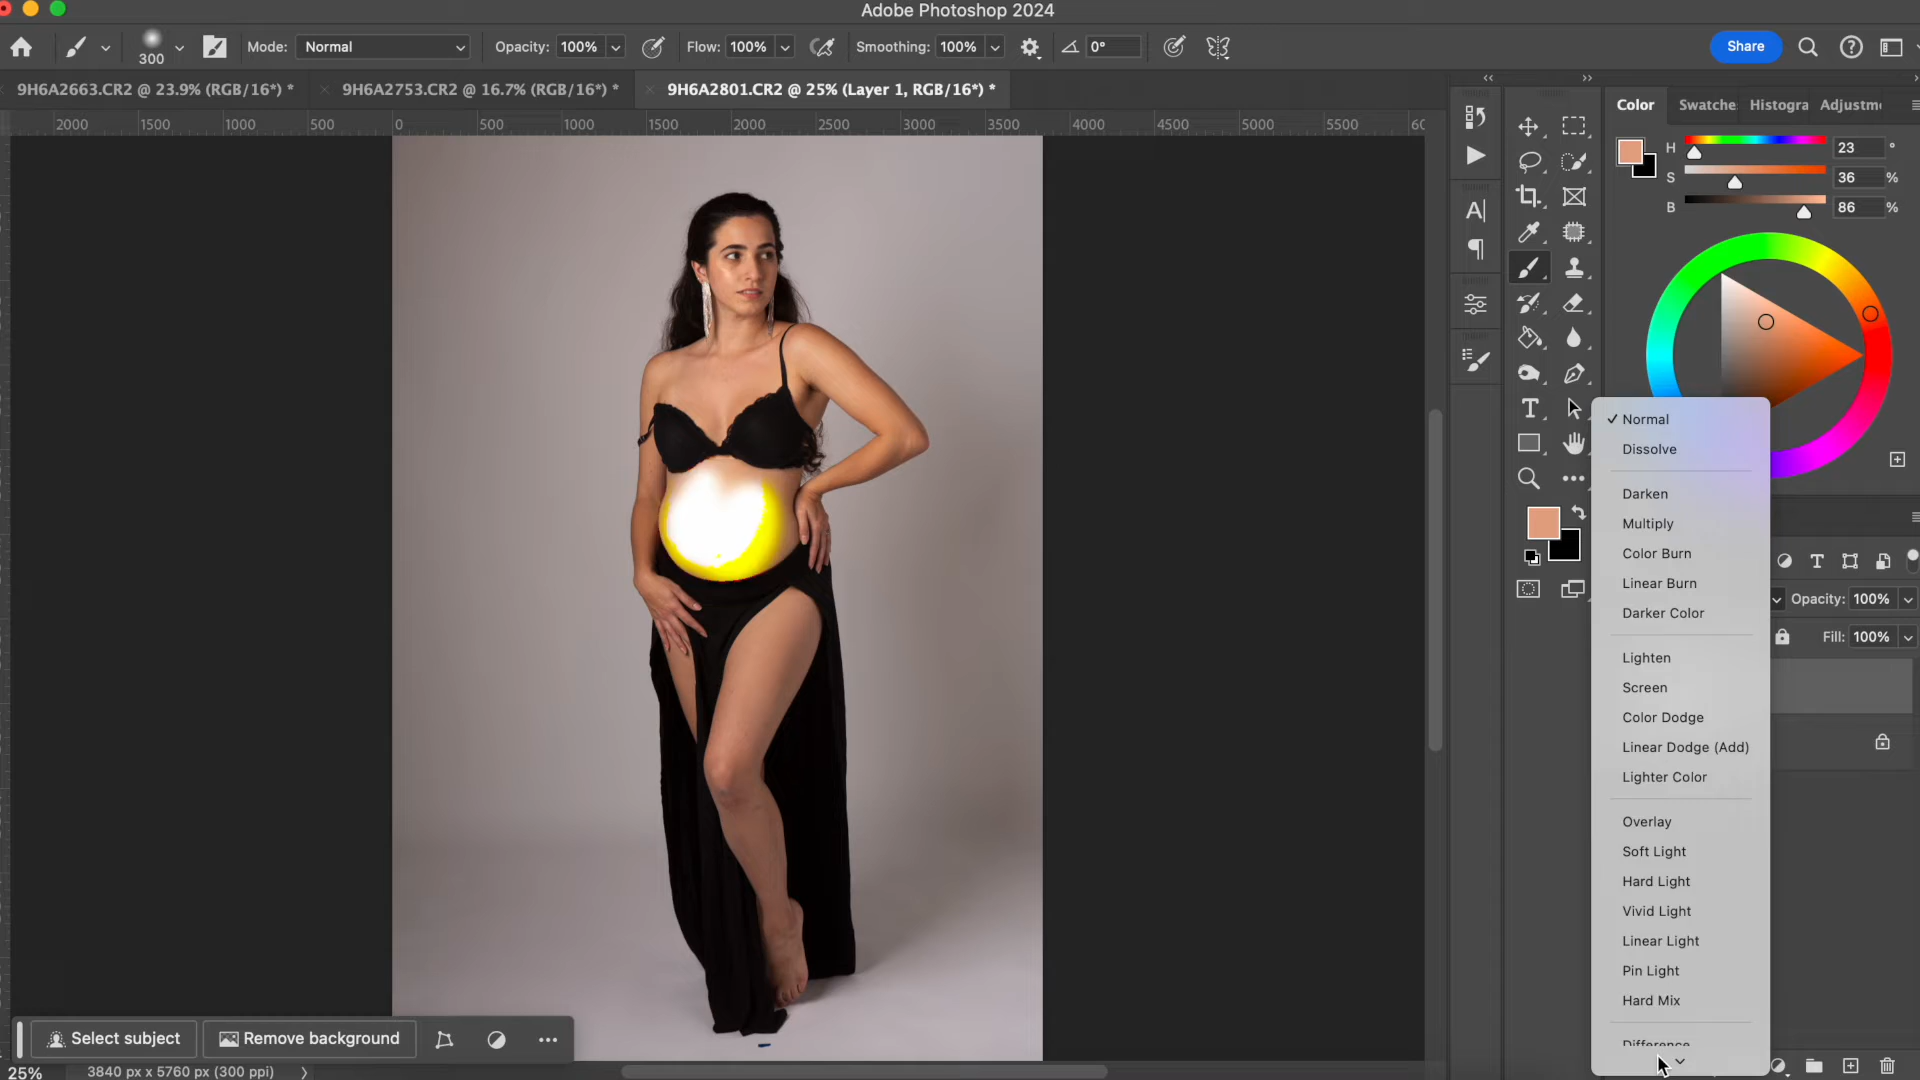 Adobe Photoshop 2024
300
Mode: Normal
Opacity: 100%
Flow: 100%
Smoothing: 100%
0°
Share
9H6A2663.CR2 @ 23.9% (RGB/16*) *
9H6A2753.CR2 @ 16.7% (RGB/16*) *
9H6A2801.CR2 @ 25% (Layer 1, RGB/16*) *
2000 1500 1000 500 0 500 1000 1500 2000 2500 3000 3500 4000 4500 5000 5500
Color Swatche Histogra Adjustme
H 23 °
S 36 %
B 86 %
Normal
Dissolve
Darken
Multiply
Color Burn
Linear Burn
Darker Color
Lighten
Screen
Color Dodge
Linear Dodge (Add)
Lighter Color
Overlay
Soft Light
Hard Light
Vivid Light
Linear Light
Pin Light
Hard Mix
Difference
Opacity: 100%
Fill: 100%
Select subject
Remove background
25%
3840 px x 5760 px (300 ppi)